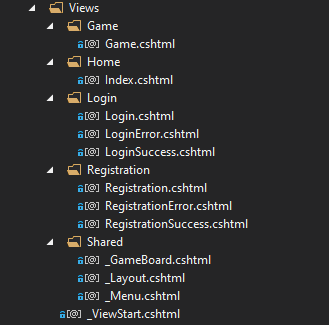 Views
Game
[@] Game.cshtml
Home
[@] Index.cshtml
Login
[@] Login.cshtml
[@] LoginError.cshtml
[@] LoginSuccess.cshtml
Registration
[@] Registration.cshtml
[@] RegistrationError.cshtml
[@] RegistrationSuccess.cshtml
Shared
[@] _GameBoard.cshtml
[@] _Layout.cshtml
[@] _Menu.cshtml
[@] _ViewStart.cshtml